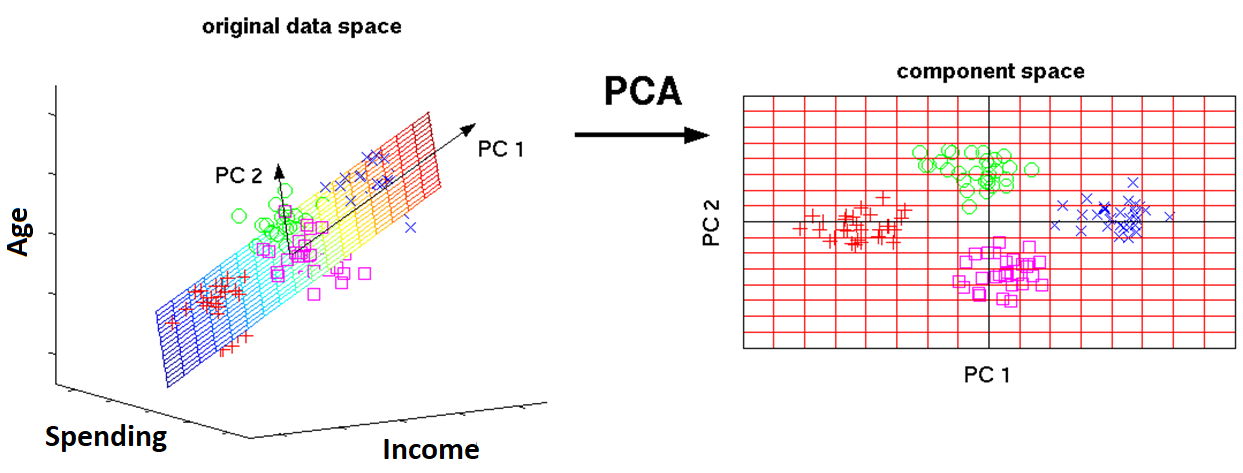 original data space
PCA
component space
PC 1
PC 2
Age
PC 2
Spending
Income
PC 1